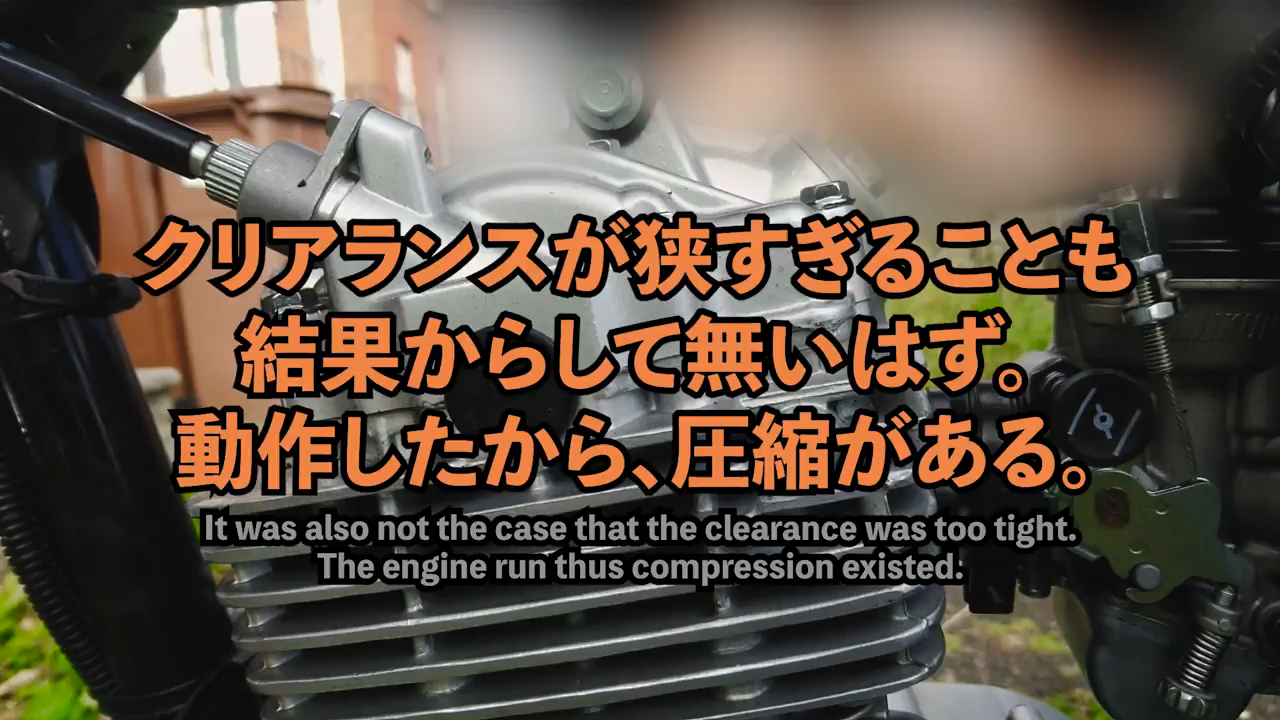 クリアランスが狭すぎることも
結果からして無いはず。
動作したから、圧縮がある。
It was also not the case that the clearance was too tight.
The engine run thus compression existed.